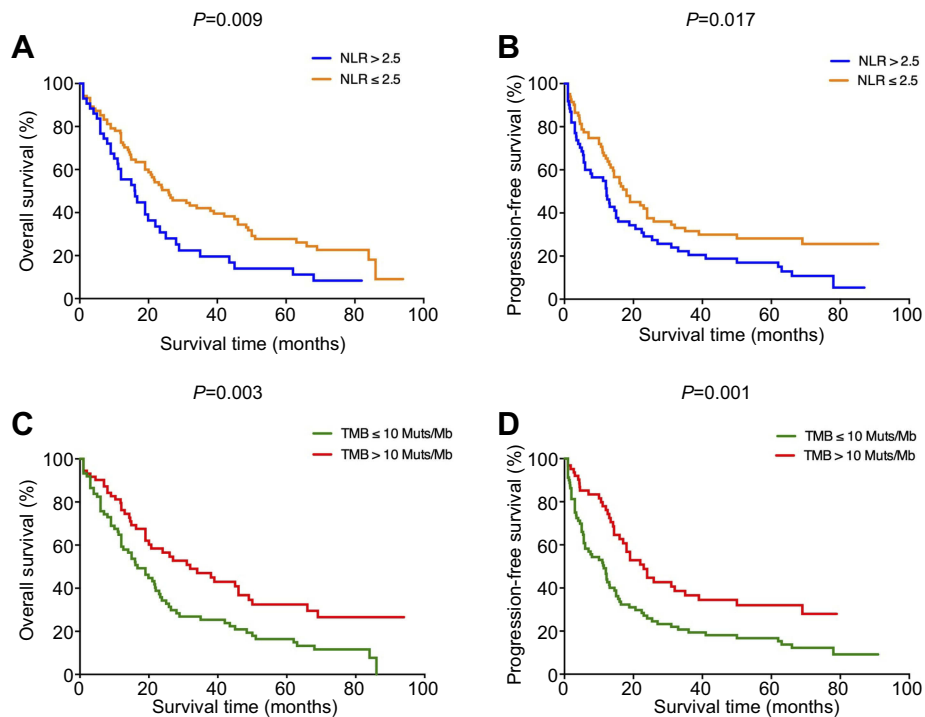 P=0.009
A
NLR > 2.5
NLR ≤ 2.5
Overall survival (%)
100
80
60
40
20
0
0 20 40 60 80 100
Survival time (months)
P=0.017
B
NLR > 2.5
NLR ≤ 2.5
Progression-free survival (%)
100
80
60
40
20
0
0 20 40 60 80 100
Survival time (months)
P=0.003
C
TMB ≤ 10 Muts/Mb
TMB > 10 Muts/Mb
Overall survival (%)
100
80
60
40
20
0
0 20 40 60 80 100
Survival time (months)
P=0.001
D
TMB ≤ 10 Muts/Mb
TMB > 10 Muts/Mb
Progression-free survival (%)
100
80
60
40
20
0
0 20 40 60 80 100
Survival time (months)